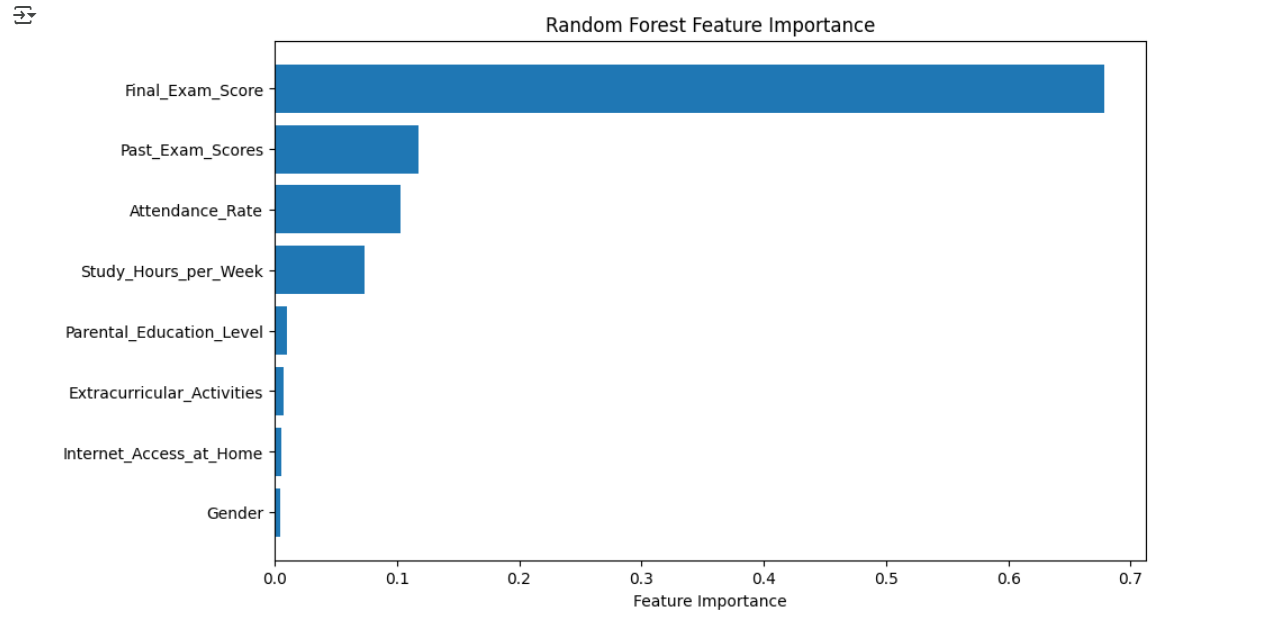 Random Forest Feature Importance
Final_Exam_Score
Past_Exam_Scores
Attendance_Rate
Study_Hours_per_Week
Parental_Education_Level
Extracurricular_Activities
Internet_Access_at_Home
Gender
0.0 0.1 0.2 0.3 0.4 0.5 0.6 0.7
Feature Importance